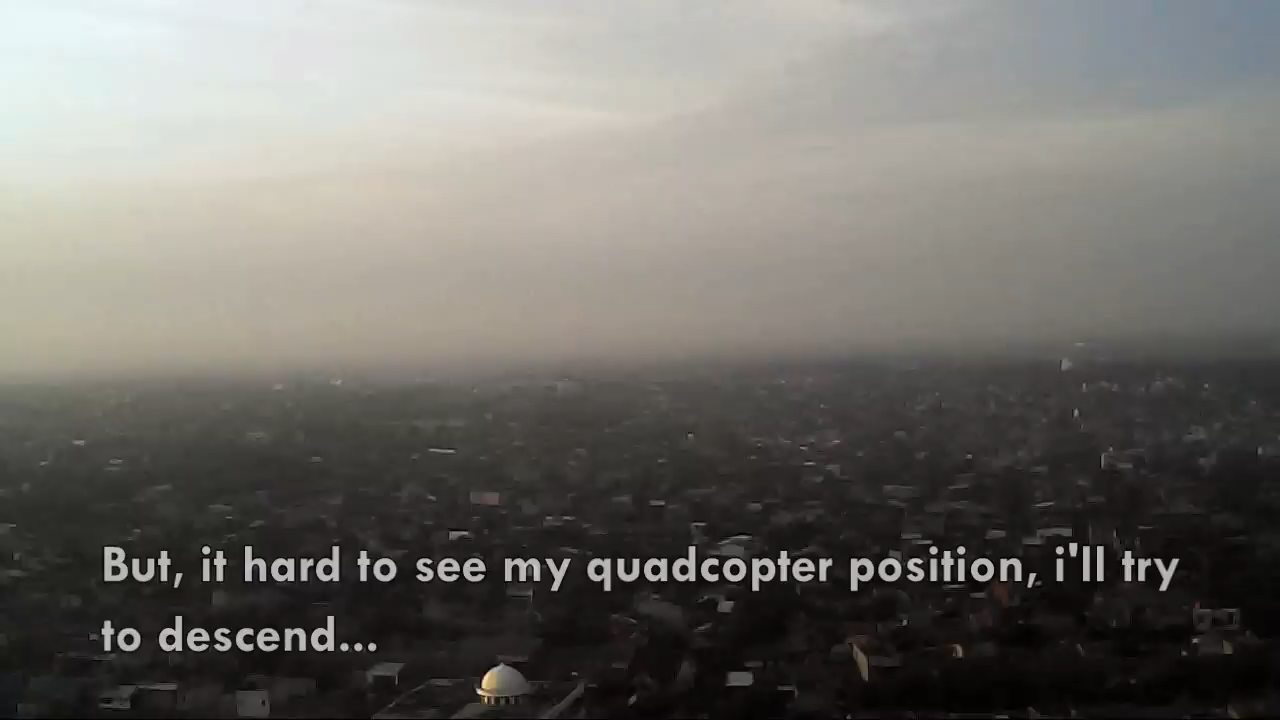 But, it hard to see my quadcopter position, i'll try
to descend...